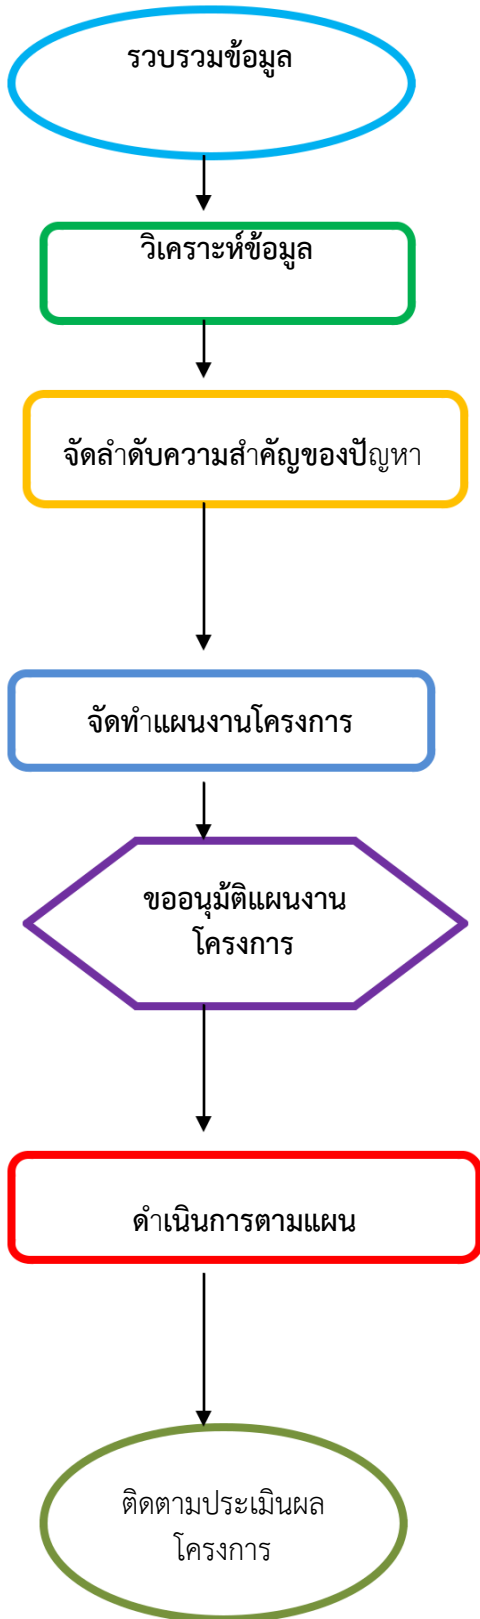 รวบรวมข้อมูล
วิเคราะห์ข้อมูล
จัดลำดับความสำคัญของปัญหา
จัดทำแผนงานโครงการ
ขออนุม้ติแผนงาน
โครงการ
ดำเนินการตามแผน
ติดตามประเมินผล
โครงการ